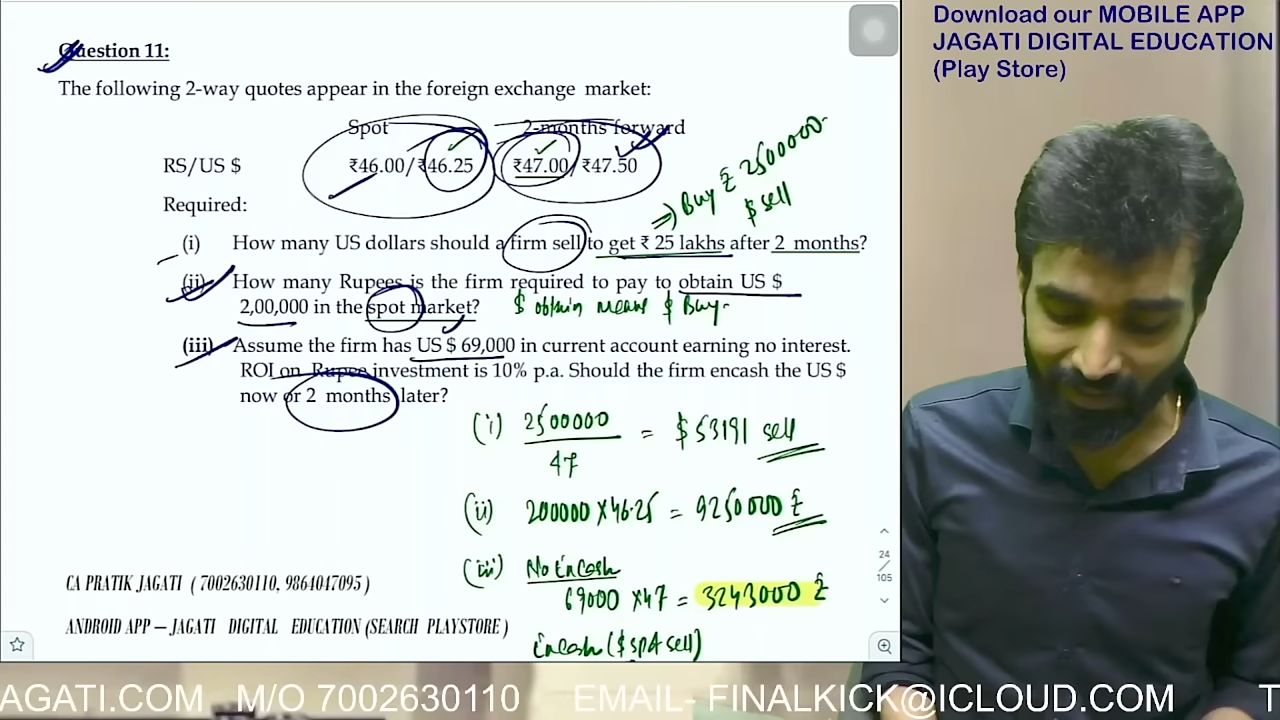 Download our MOBILE APP
JAGATI DIGITAL EDUCATION
(Play Store)
Question 11:
The following 2-way quotes appear in the foreign exchange market:
Spot 2-months forward
RS/US $ ₹46.00/₹46.25 ₹47.00/ ₹47.50
⇒ Buy ₹ 2500000
$ sell
Required:
(i) How many US dollars should a firm sell to get ₹ 25 lakhs after 2 months?
(ii) How many Rupees is the firm required to pay to obtain US $
2,00,000 in the spot market?
$ obtain means $ Buy.
(iii) Assume the firm has US $ 69,000 in current account earning no interest.
ROI on Rupee investment is 10% p.a. Should the firm encash the US $
now or 2 months later?
(i) 2500000
47
= $ 53191 sell
(ii) 200000 X 46.25 = 9250000 ₹
(iii) No Encash
69000 X47 = 3243000 ₹
Encash ($ spot sell)
24
/
105
CA PRATIK JAGATI ( 7002630110, 9864047095 )
ANDROID APP – JAGATI DIGITAL EDUCATION (SEARCH PLAYSTORE )
AGATI.COM M/O 7002630110 EMAIL- FINALKICK@ICLOUD.COM T